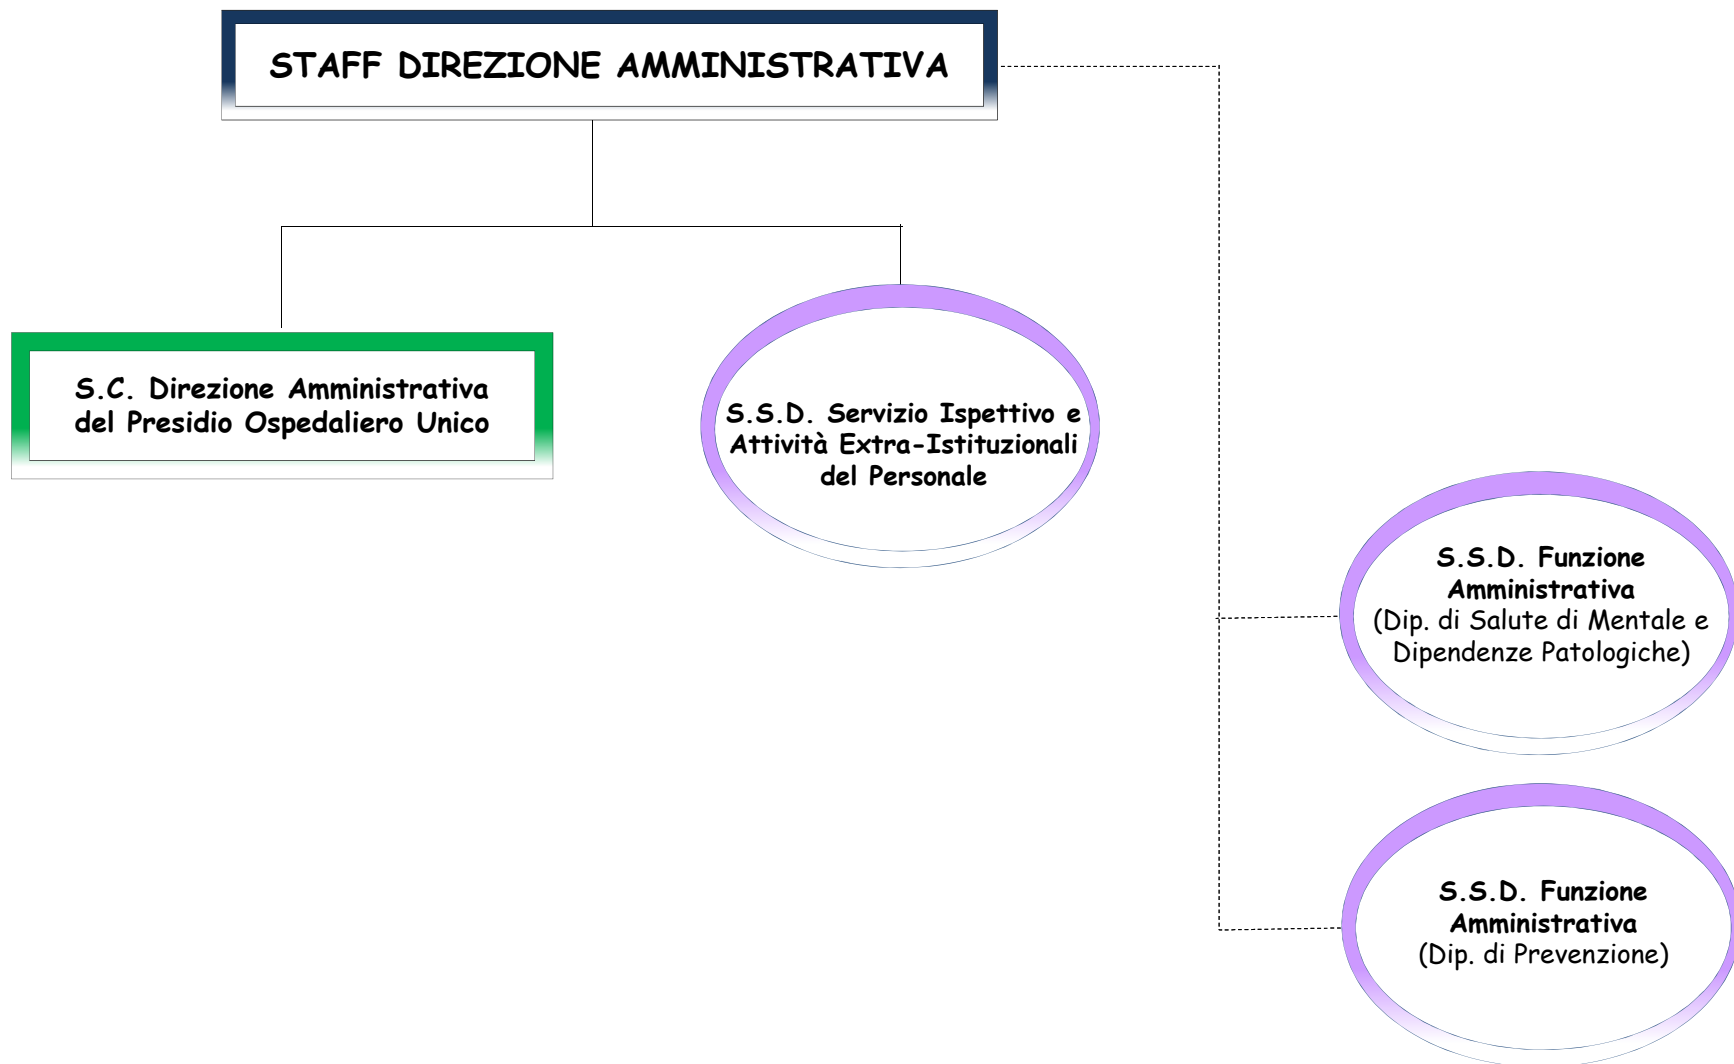 STAFF DIREZIONE AMMINISTRATIVA
S.C. Direzione Amministrativa
del Presidio Ospedaliero Unico
S.S.D. Servizio Ispettivo e
Attività Extra-Istituzionali
del Personale
S.S.D. Funzione
Amministrativa
(Dip. di Salute di Mentale e
Dipendenze Patologiche)
S.S.D. Funzione
Amministrativa
(Dip. di Prevenzione)